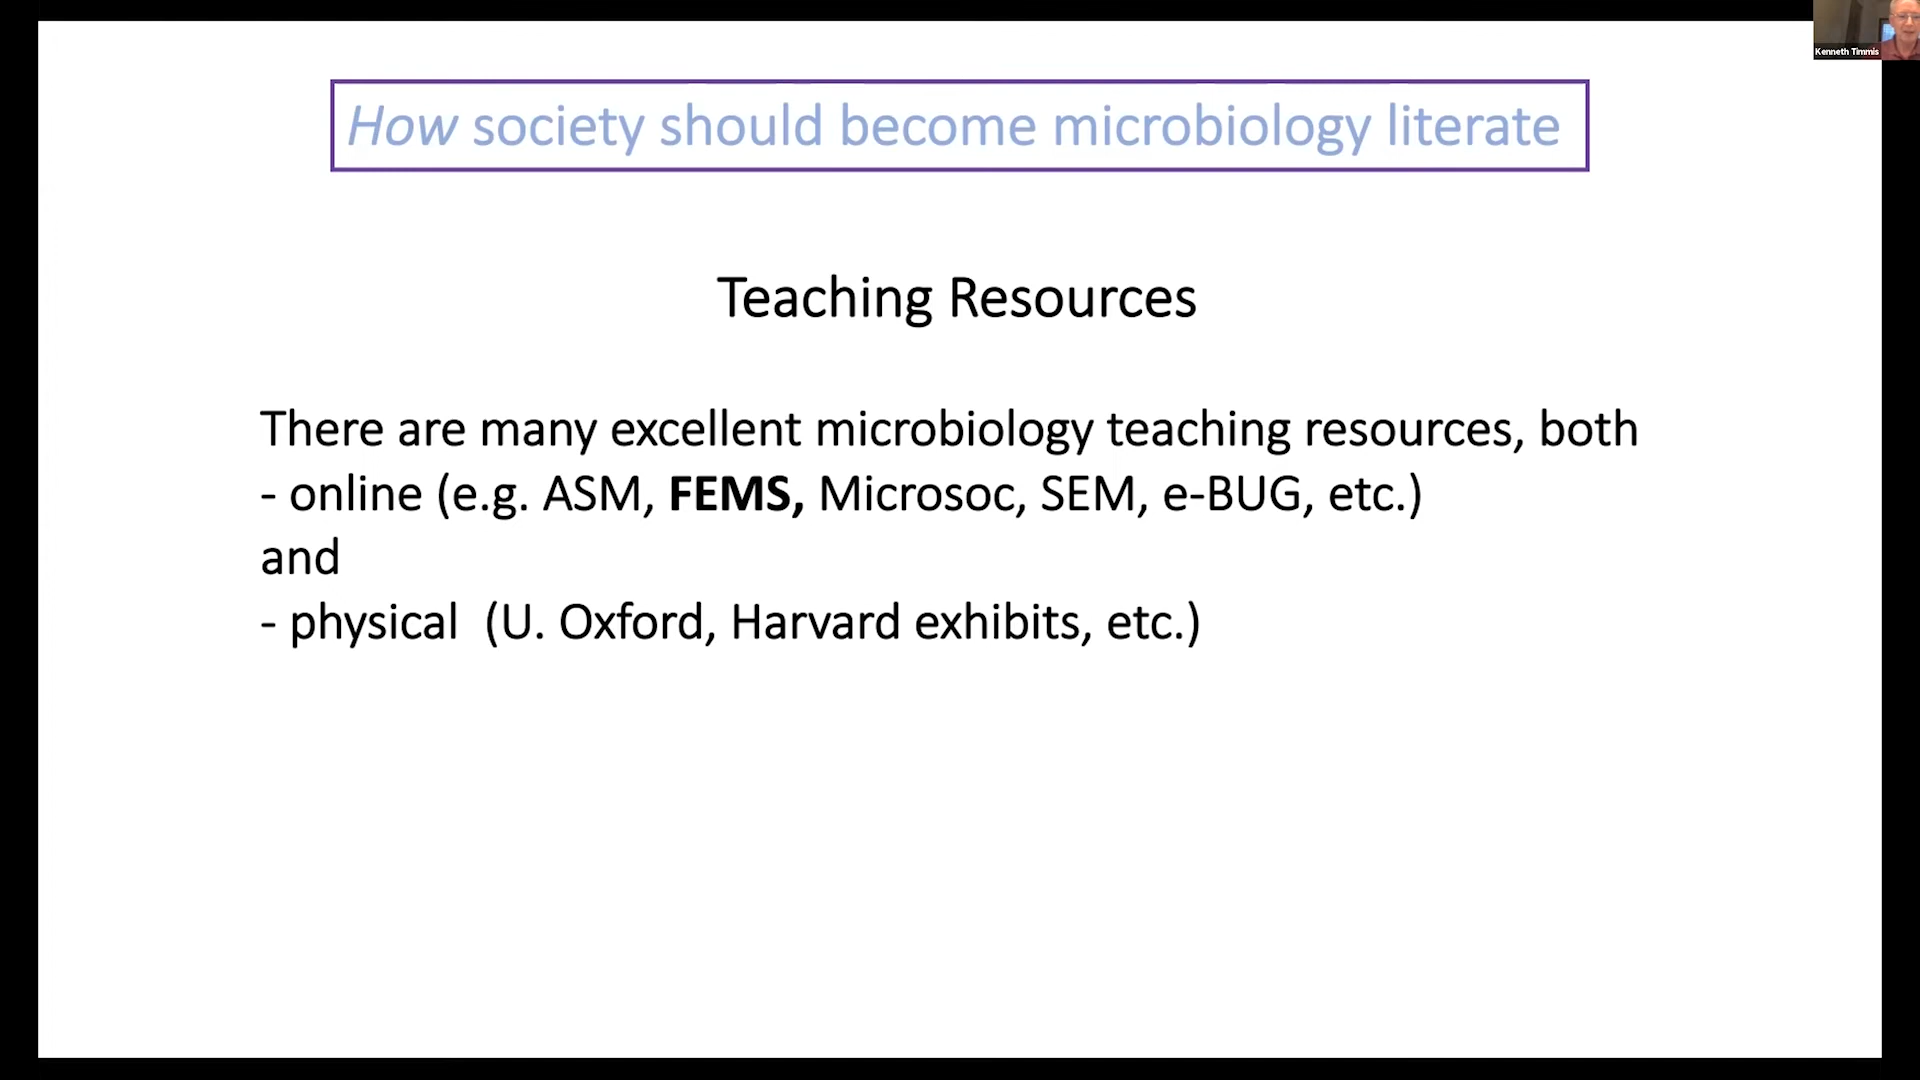 Kenneth Timmis
How society should become microbiology literate
Teaching Resources
There are many excellent microbiology teaching resources, both
- online (e.g. ASM, FEMS, Microsoc, SEM, e-BUG, etc.)
and
- physical (U. Oxford, Harvard exhibits, etc.)